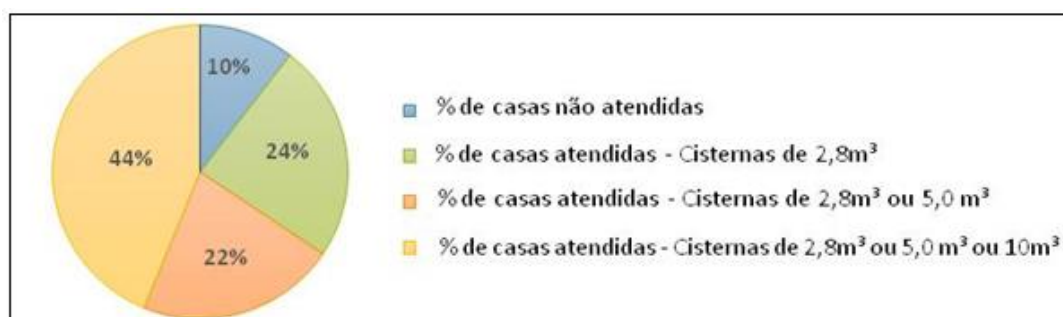 10%
24%
22%
44%
% de casas não atendidas
% de casas atendidas - Cisternas de 2,8m³
% de casas atendidas - Cisternas de 2,8m³ ou 5,0 m³
% de casas atendidas - Cisternas de 2,8m³ ou 5,0 m³ ou 10m³